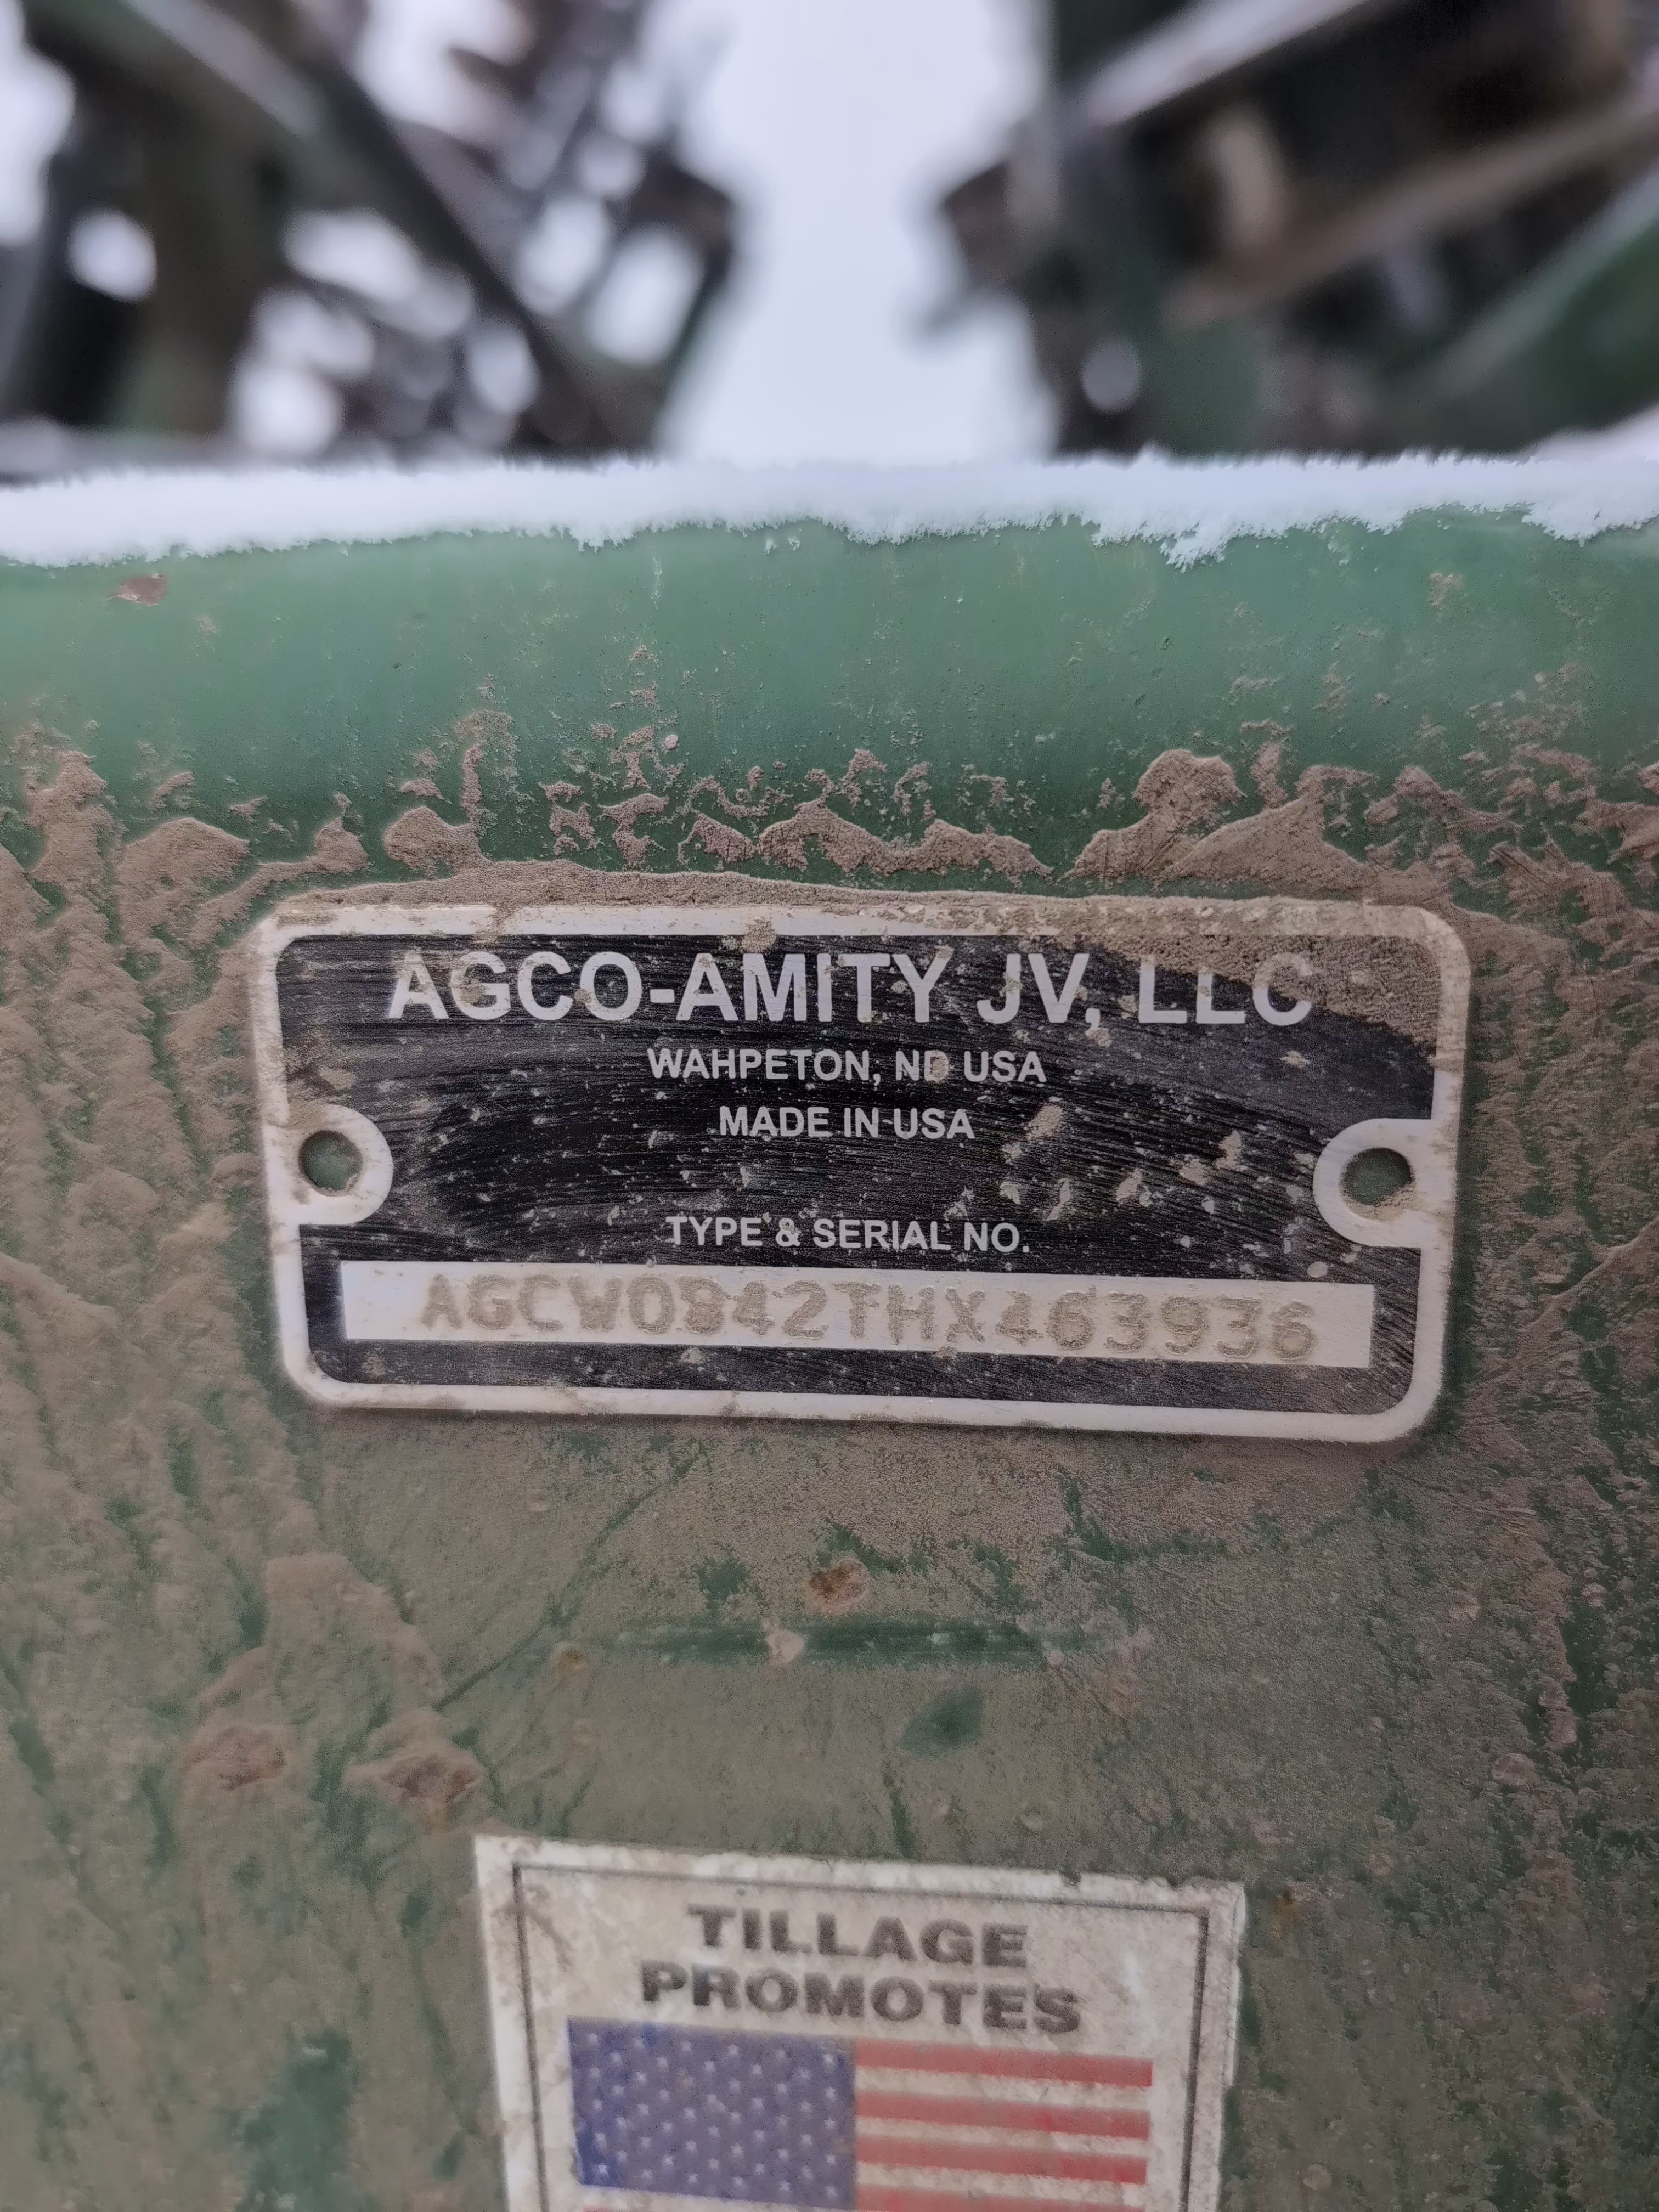 AGCO-AMITY JV, LLC
WAHPETON, ND USA
MADE IN USA
TYPE & SERIAL NO.
AGCW0842THX463936
TILLAGE
PROMOTES